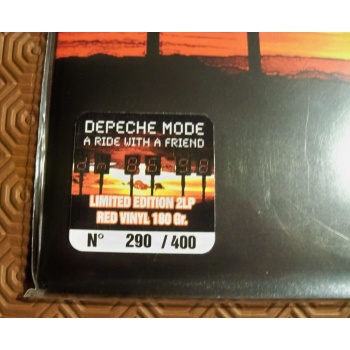 DEPECHE MODE
A RIDE WITH A FRIEND
LIMITED EDITION 2LP
RED VINYL 180 Gr.
N° 290 / 400